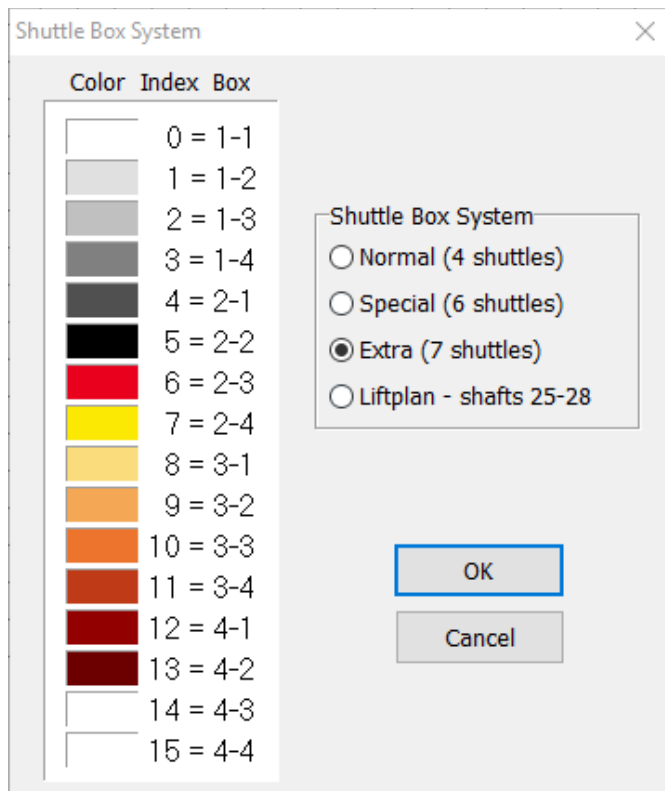 Shuttle Box System
Color Index Box
0 = 1-1
1 = 1-2
2 = 1-3
3 = 1-4
4 = 2-1
5 = 2-2
6 = 2-3
7 = 2-4
8 = 3-1
9 = 3-2
10 = 3-3
11 = 3-4
12 = 4-1
13 = 4-2
14 = 4-3
15 = 4-4
Shuttle Box System
Normal (4 shuttles)
Special (6 shuttles)
Extra (7 shuttles)
Liftplan - shafts 25-28
OK
Cancel